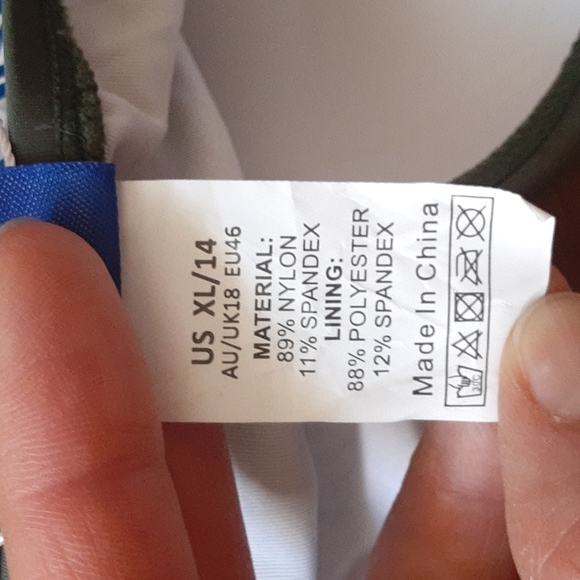 US XL/14
AU/UK18 EU46
MATERIAL:
89% NYLON
11% SPANDEX
LINING:
88% POLYESTER
12% SPANDEX
Made In China